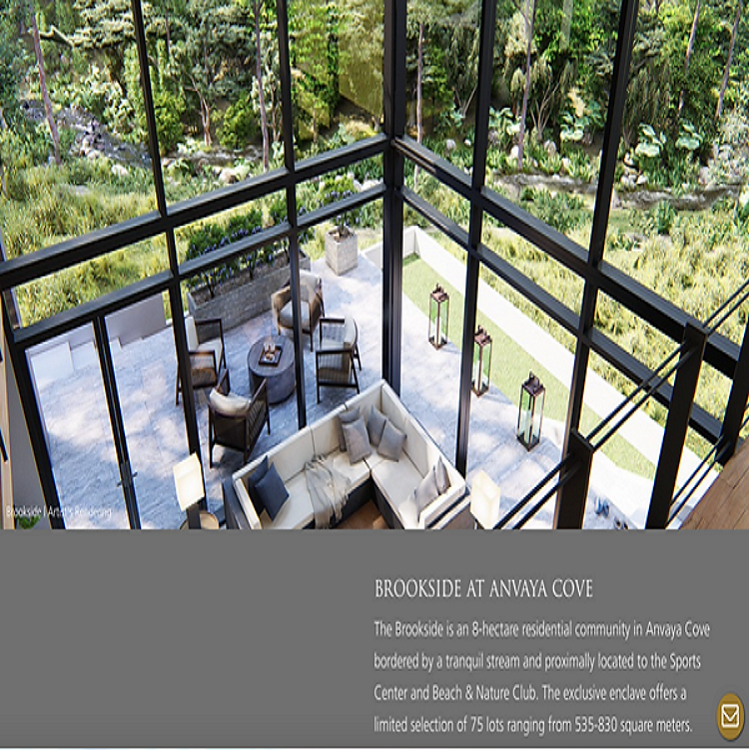 Brookside | Artist's Rendering
BROOKSIDE AT ANVAYA COVE
The Brookside is an 8-hectare residential community in Anvaya Cove
bordered by a tranquil stream and proximally located to the Sports
Center and Beach & Nature Club. The exclusive enclave offers a
limited selection of 75 lots ranging from 535-830 square meters.